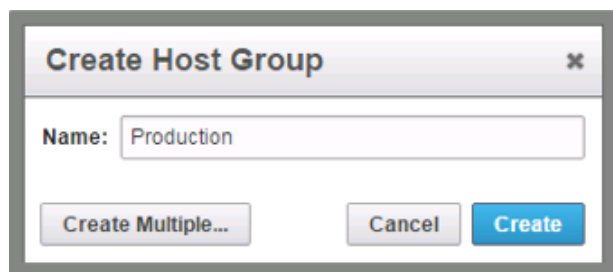 Create Host Group
Name: Production
Create Multiple... Cancel Create